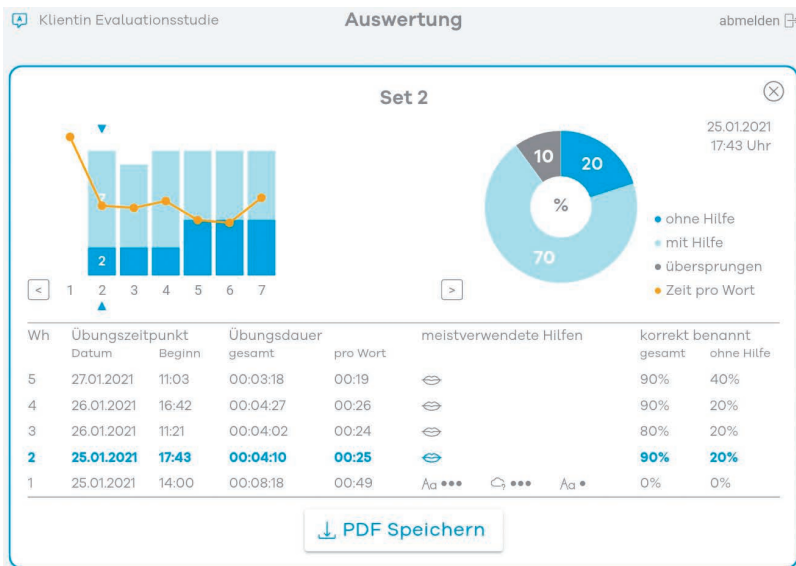 Klientin Evaluationsstudie Auswertung abmelden
Set 2
25.01.2021
17:43 Uhr
7
2
1 2 3 4 5 6 7
10 20
%
70
ohne Hilfe
mit Hilfe
übersprungen
Zeit pro Wort
< >
Wh Übungszeitpunkt Übungsdauer meistverwendete Hilfen korrekt benannt
Datum Beginn gesamt pro Wort gesamt ohne Hilfe
5 27.01.2021 11:03 00:03:18 00:19 90% 40%
4 26.01.2021 16:42 00:04:27 00:26 90% 20%
3 26.01.2021 11:21 00:04:02 00:24 80% 20%
2 25.01.2021 17:43 00:04:10 00:25 90% 20%
1 25.01.2021 14:00 00:08:18 00:49 Aa ••• ••• Aa • 0% 0%
PDF Speichern